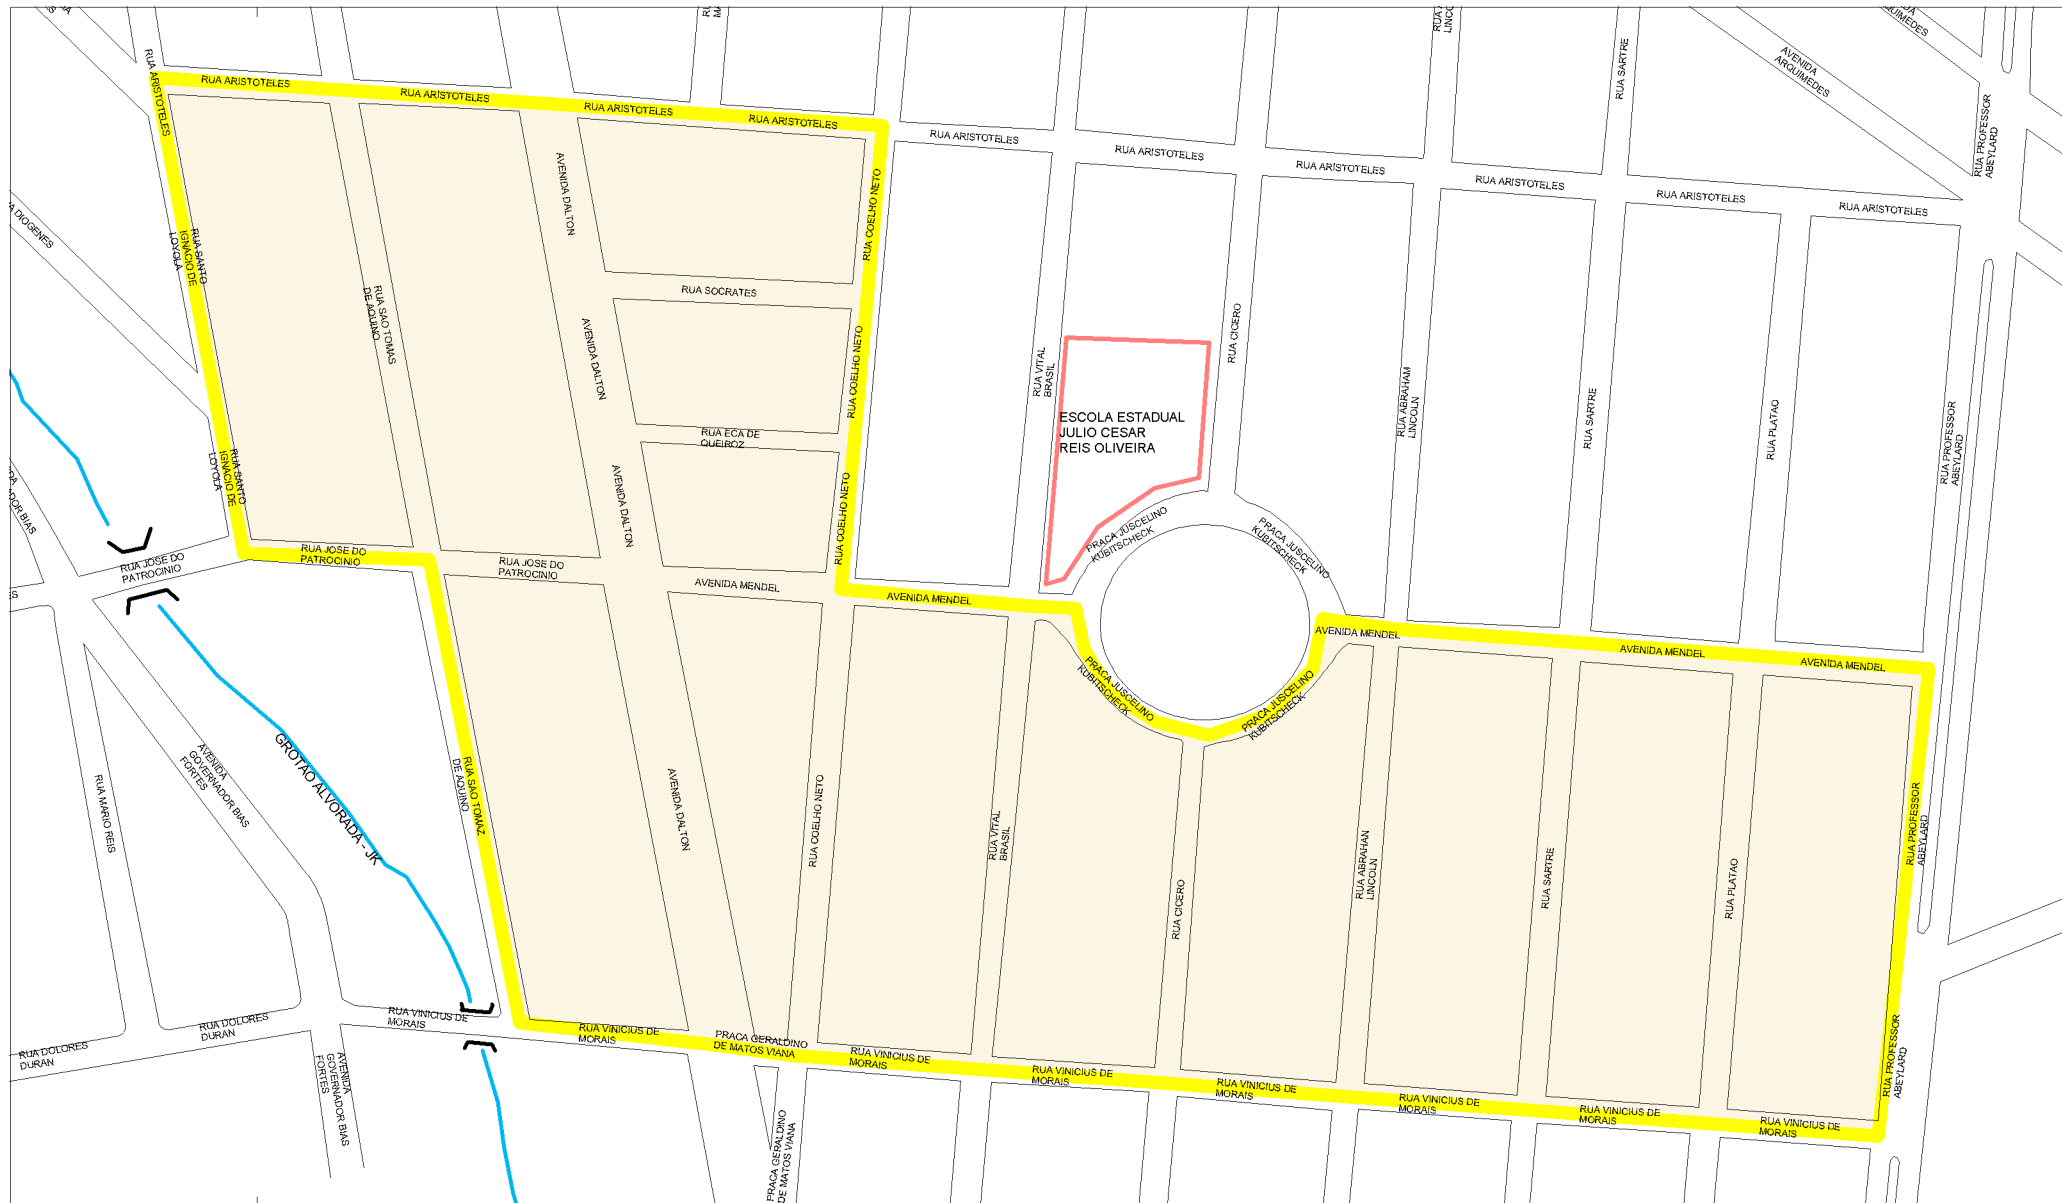 RUA ARISTOTELES
RUA ARISTOTELES
RUA ARISTOTELES
RUA ARISTOTELES
RUA ARISTOTELES
RUA ARISTOTELES
RUA ARISTOTELES
RUA ARISTOTELES
RUA ARISTOTELES
RUA ARISTOTELES
RUA ARISTOTELES
RUA SARTRE
AVENIDA
ARQUIMEDES
RUA PROFESSOR
ABEYLARD
AVENIDA DALTON
RUA COELHO NETO
RUA SANTO
IGNACIO DE
LOYOLA
RUA SAO TOMAS
DE AQUINO
RUA SOCRATES
AVENIDA DALTON
RUA COELHO NETO
RUA VITAL
BRASIL
RUA CICERO
RUA ABRAHAM
LINCOLN
RUA SARTRE
RUA PLATAO
RUA PROFESSOR
ABEYLARD
ESCOLA ESTADUAL
JULIO CESAR
REIS OLIVEIRA
RUA ECA DE
QUEIROZ
RUA SANTO
IGNACIO DE
LOYOLA
AVENIDA DALTON
RUA COELHO NETO
PRACA JUSCELINO
KUBITSCHECK
PRACA JUSCELINO
KUBITSCHECK
RUA JOSE DO
PATROCINIO
RUA JOSE DO
PATROCINIO
RUA JOSE DO
PATROCINIO
AVENIDA MENDEL
AVENIDA MENDEL
AVENIDA MENDEL
AVENIDA MENDEL
AVENIDA MENDEL
PRACA JUSCELINO
KUBITSCHECK
PRACA JUSCELINO
KUBITSCHECK
AVENIDA
GOVERNADOR BIAS
FORTES
GROTAO ALVORADA - JK
RUA MARIO REIS
RUA SAO TOMAZ
DE AQUINO
AVENIDA DALTON
RUA COELHO NETO
RUA VITAL
BRASIL
RUA CICERO
RUA ABRAHAN
LINCOLN
RUA SARTRE
RUA PLATAO
RUA PROFESSOR
ABEYLARD
RUA DOLORES
DURAN
RUA DOLORES
DURAN
AVENIDA
GOVERNADOR BIAS
FORTES
RUA VINICIUS DE
MORAIS
RUA VINICIUS DE
MORAIS
PRACA GERALDINO
DE MATOS VIANA
RUA VINICIUS DE
MORAIS
RUA VINICIUS DE
MORAIS
RUA VINICIUS DE
MORAIS
RUA VINICIUS DE
MORAIS
RUA VINICIUS DE
MORAIS
RUA VINICIUS DE
MORAIS
RUA PROFESSOR
ABEYLARD
PRACA GERALDINO
DE MATOS VIANA